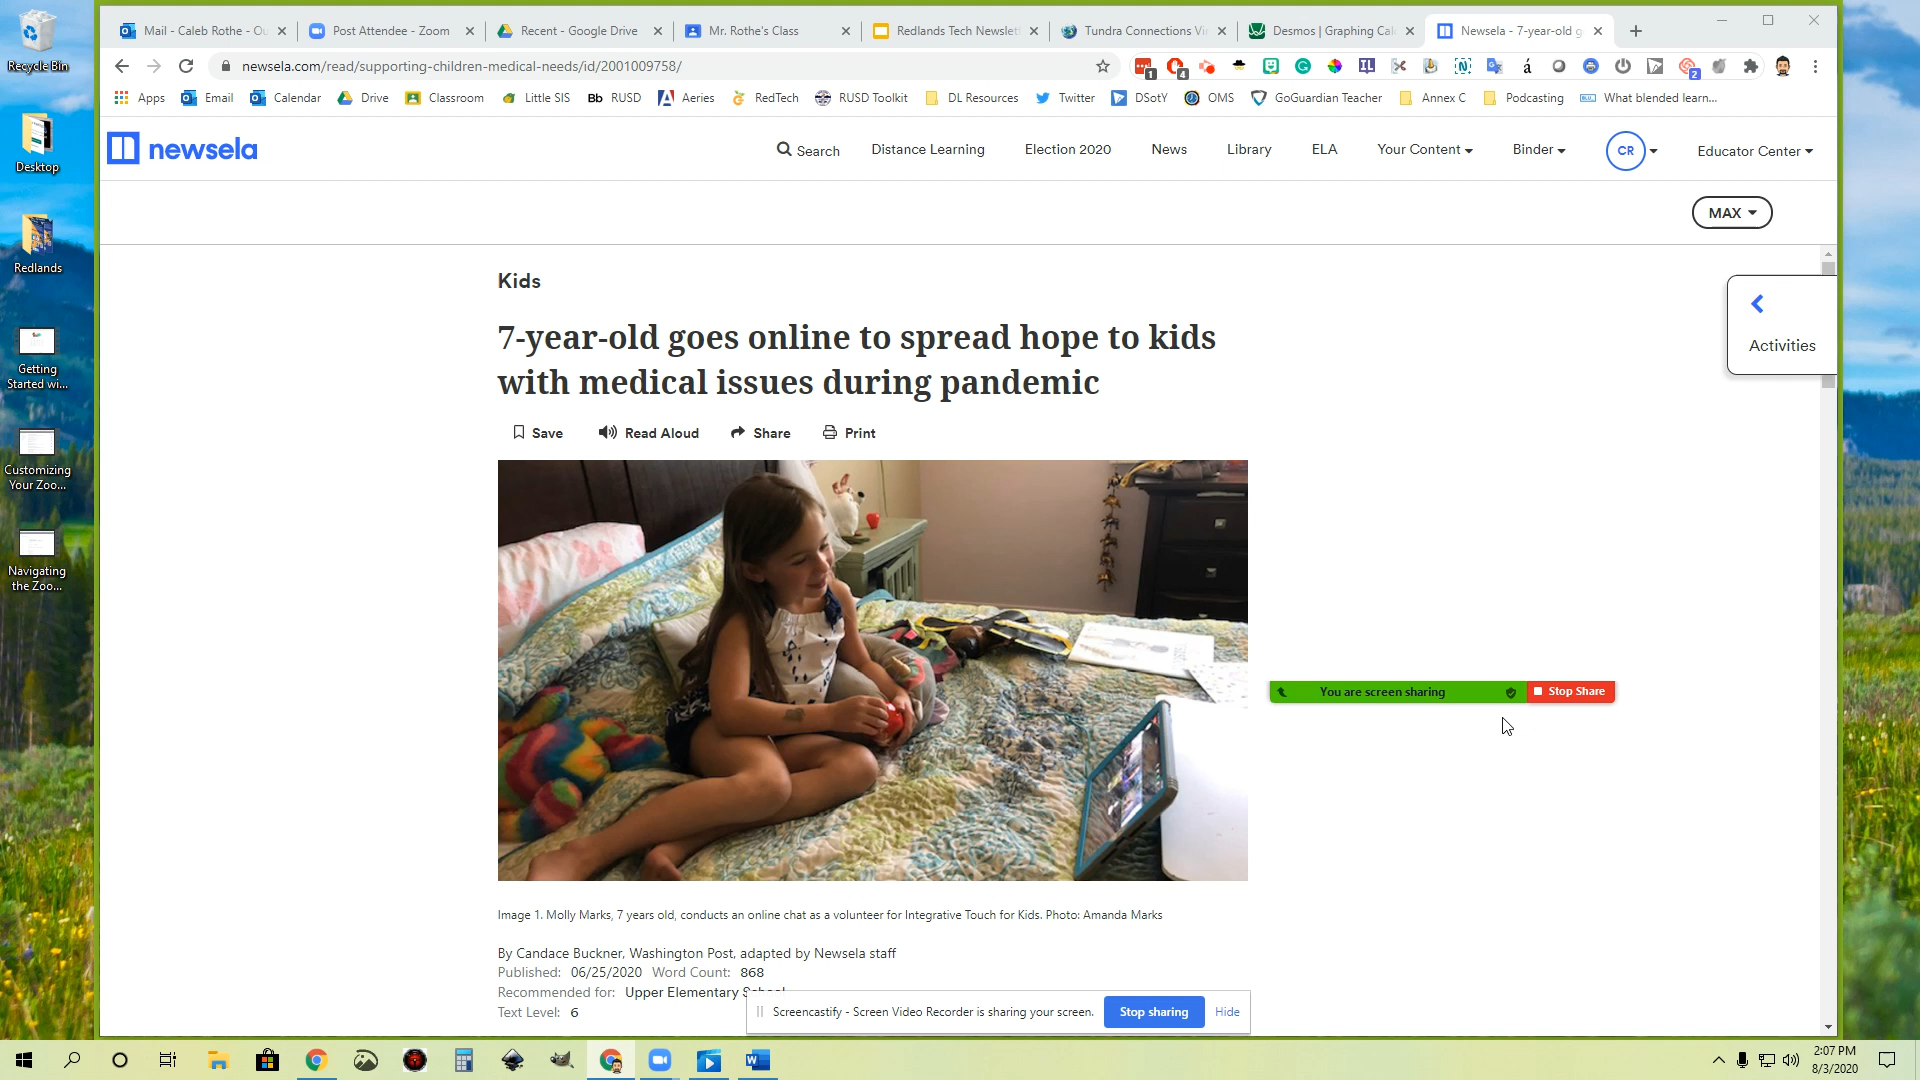 Recycle Bin
Desktop
Redlands
Getting
Started wi...
Customizing
Your Zoo...
Navigating
the Zoo...
Mail - Caleb Rothe - Ou
Post Attendee - Zoom
Recent - Google Drive
Mr. Rothe's Class
Redlands Tech Newslet
Tundra Connections Vi
Desmos | Graphing Cal
Newsela - 7-year-old g
newsela.com/read/supporting-children-medical-needs/id/2001009758/
1
4
2
Apps
Email
Calendar
Drive
Classroom
Little SIS
Bb RUSD
Aeries
RedTech
RUSD Toolkit
DL Resources
Twitter
DSotY
OMS
GoGuardian Teacher
Annex C
Podcasting
What blended learn...
newsela
Search
Distance Learning
Election 2020
News
Library
ELA
Your Content
Binder
CR
Educator Center
MAX
Activities
Kids
7-year-old goes online to spread hope to kids
with medical issues during pandemic
Save
Read Aloud
Share
Print
You are screen sharing
Stop Share
Image 1. Molly Marks, 7 years old, conducts an online chat as a volunteer for Integrative Touch for Kids. Photo: Amanda Marks
By Candace Buckner, Washington Post, adapted by Newsela staff
Published: 06/25/2020 Word Count: 868
Recommended for: Upper Elementary School
Text Level: 6
Screencastify - Screen Video Recorder is sharing your screen.
Stop sharing
Hide
2:07 PM
8/3/2020